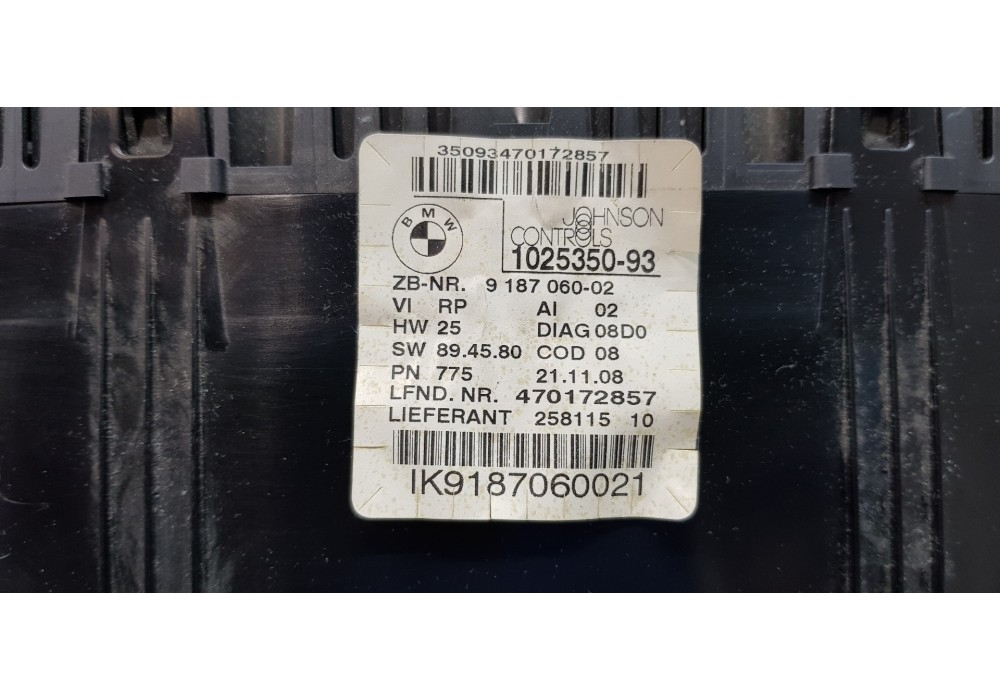 35093470172857
BMW
JOHNSON
CONTROLS
1025350-93
ZB-NR. 9 187 060-02
VI RP AI 02
HW 25 DIAG 08D0
SW 89.45.80 COD 08
PN 775 21.11.08
LFND. NR. 470172857
LIEFERANT 258115 10
IK9187060021